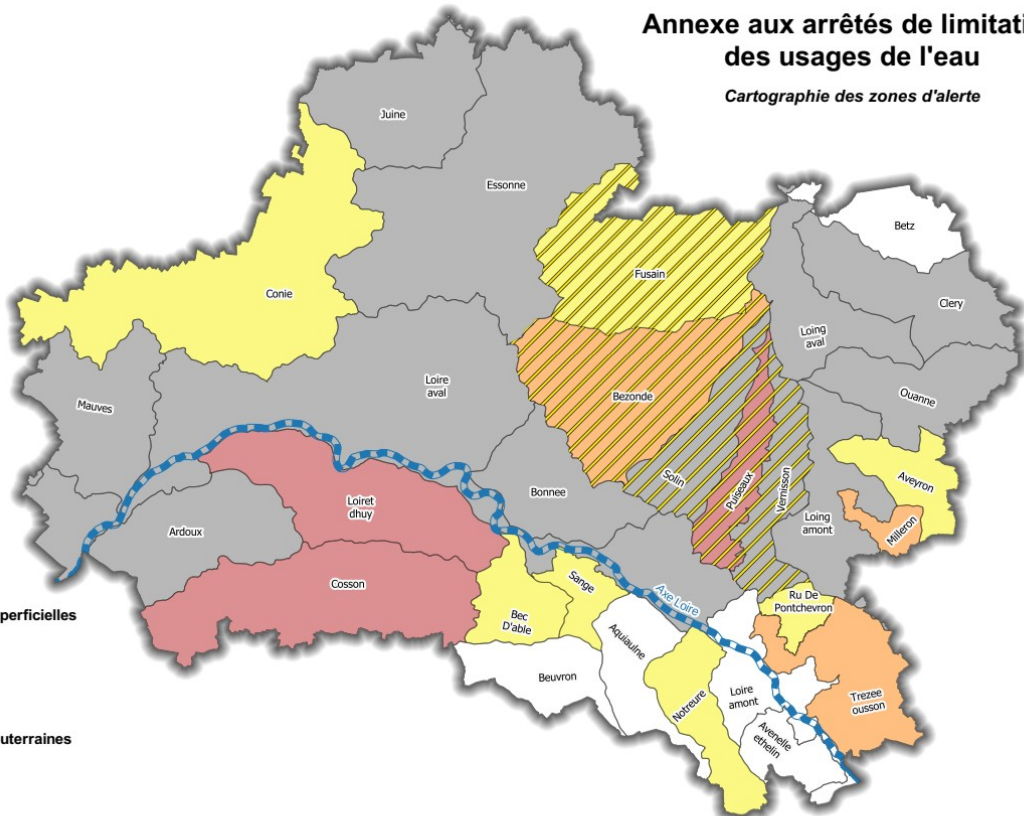 Annexe aux arrêtés de limitati
des usages de l'eau
Cartographie des zones d'alerte
Juine
Essonne
Betz
Fusain
Conie
Clery
Loing
aval
Loire
aval
Bezonde
Ouanne
Mauves
Solin
Puiseaux
Vernisson
Aveyron
Bonnee
Loiret
dhuy
Loing
amont
Milleron
Ardoux
Cosson
Sange
Axe Loire
Ru De
Pontchevron
perficielles
Bec
D'able
Aquiaulne
Beuvron
Notreure
Loire
amont
Trezee
ousson
Avenelle
ethelin
uterraines